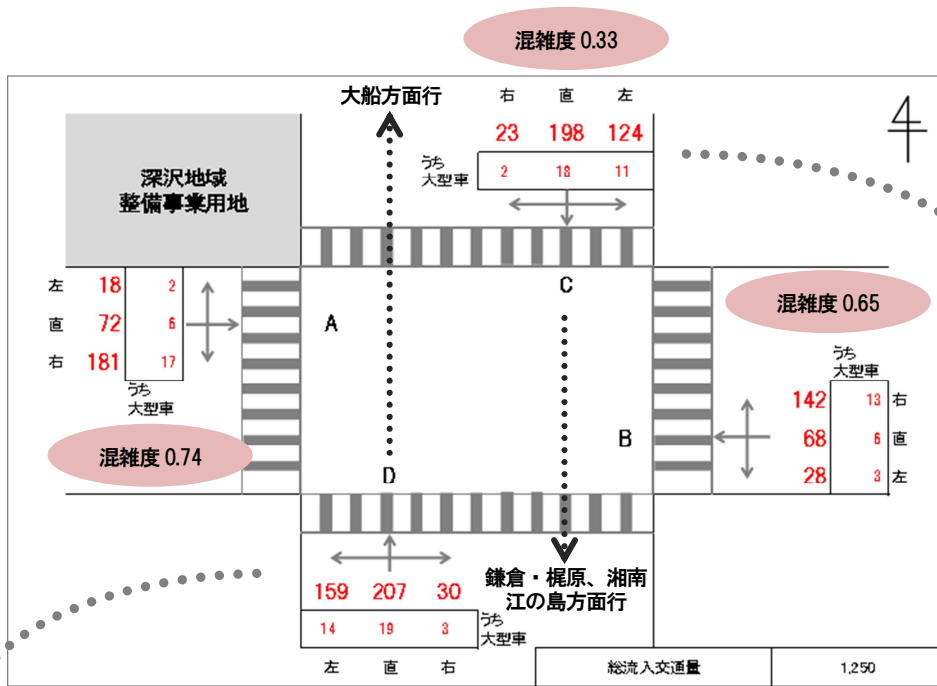 混雑度 0.33
大船方面行
右 直 左
23 198 124
うち
大型車
2 18 11
深沢地域
整備事業用地
左 18 2
直 72 6
右 181 17
うち
大型車
混雑度 0.74
A
C
B
D
混雑度 0.65
うち
大型車
142 13 右
68 6 直
28 3 左
159 207 30
14 19 3
うち
大型車
左 直 右
鎌倉・梶原、湘南
江の島方面行
総流入交通量 1,250